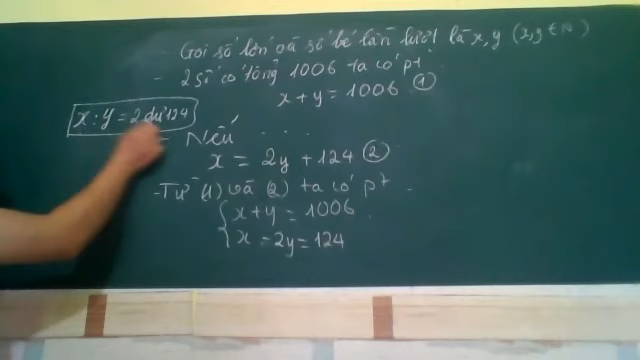 - Gọi số lớn và số bé lần lượt là x, y (x,y ∈ N)
- 2 số có tổng 1006 ta có pt
x + y = 1006 (1)
x : y = 2 dư 124
- Nếu . . .
x = 2y + 124 (2)
- Từ (1) và (2) ta có pt
{ x + y = 1006
{ x - 2y = 124